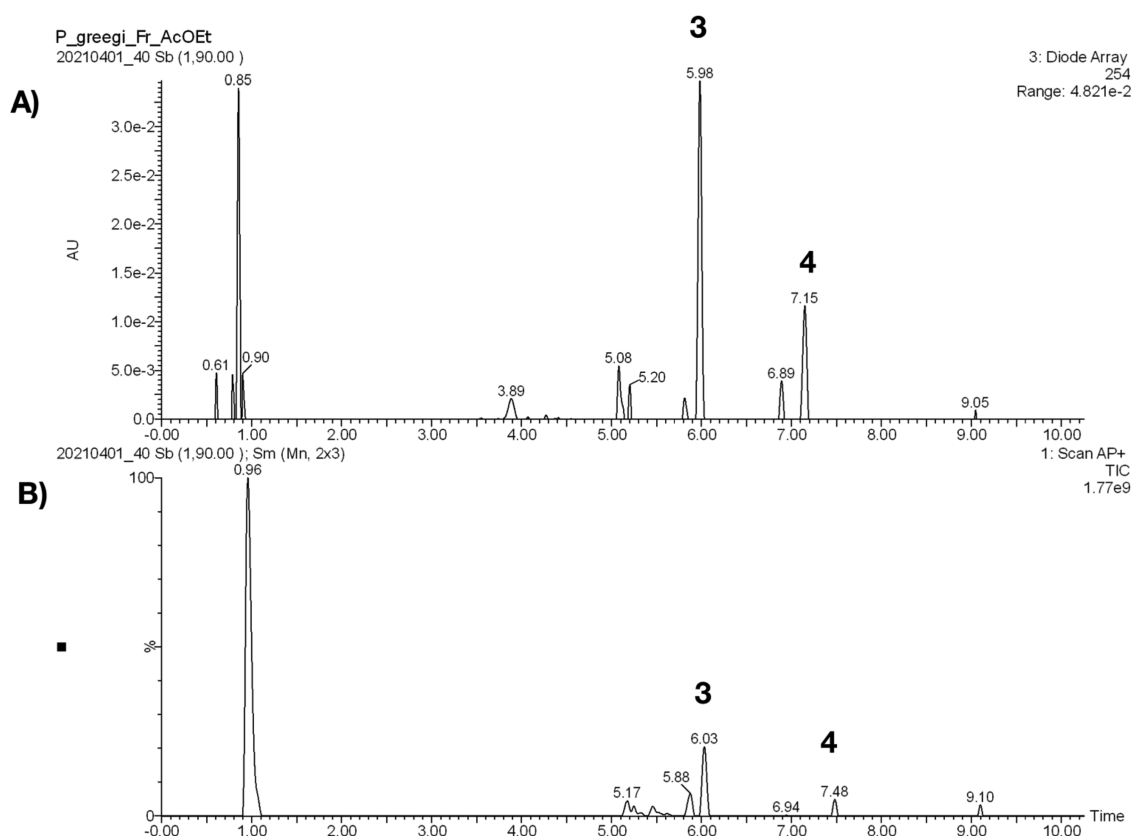 3
P_greegi_Fr_AcOEt
20210401_40 Sb (1,90.00 )
3: Diode Array
254
Range: 4.821e-2
A)
0.85
5.98
3.0e-2
2.5e-2
2.0e-2
AU
1.5e-2
4
7.15
1.0e-2
5.0e-3
0.61
0.90
3.89
5.08
5.20
6.89
9.05
0.0
-0.00 1.00 2.00 3.00 4.00 5.00 6.00 7.00 8.00 9.00 10.00
20210401_40 Sb (1,90.00 ); Sm (Mn, 2x3)
1: Scan AP+
TIC
1.77e9
B)
100
0.96
%
3
4
6.03
5.17
5.88
6.94
7.48
9.10
0
Time
-0.00 1.00 2.00 3.00 4.00 5.00 6.00 7.00 8.00 9.00 10.00